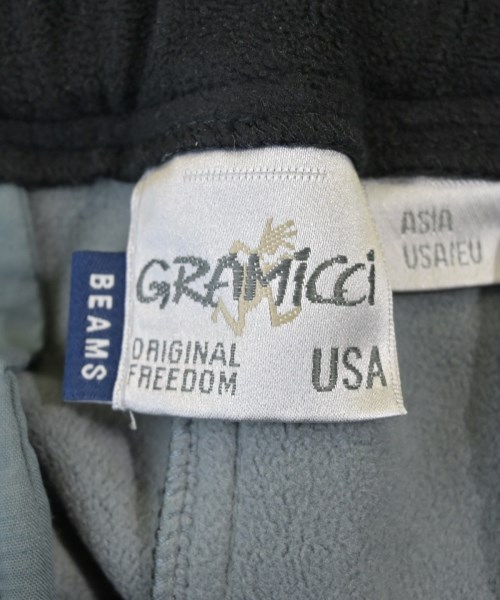 GRAMiCCi
ORIGINAL
FREEDOM
USA
BEAMS
ASIA
USA/EU